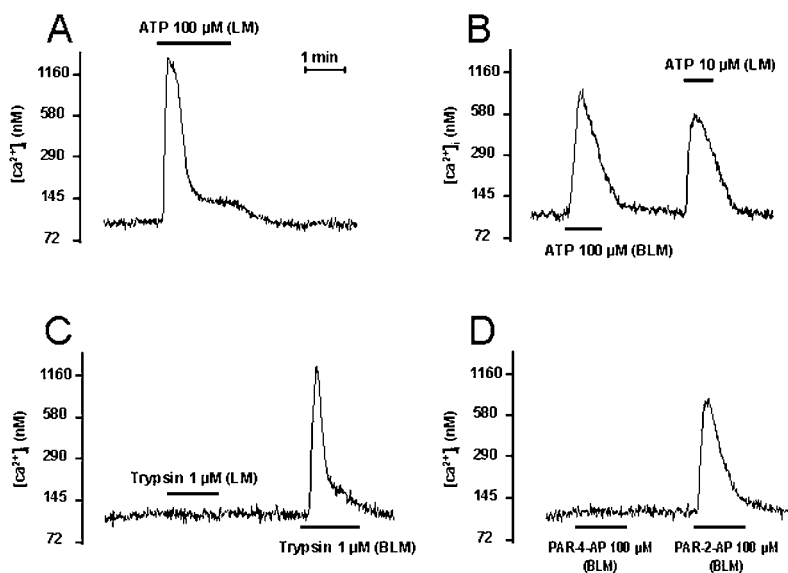 A
ATP 100 µM (LM)
1 min
1160
580
290
145
72
[ca²⁺]ᵢ (nM)
B
ATP 10 µM (LM)
1160
580
290
145
72
[ca²⁺]ᵢ (nM)
ATP 100 µM (BLM)
C
1160
580
290
145
72
[ca²⁺]ᵢ (nM)
Trypsin 1 µM (LM)
Trypsin 1 µM (BLM)
D
1160
580
290
145
72
[ca²⁺]ᵢ (nM)
PAR-4-AP 100 µM
(BLM)
PAR-2-AP 100 µM
(BLM)